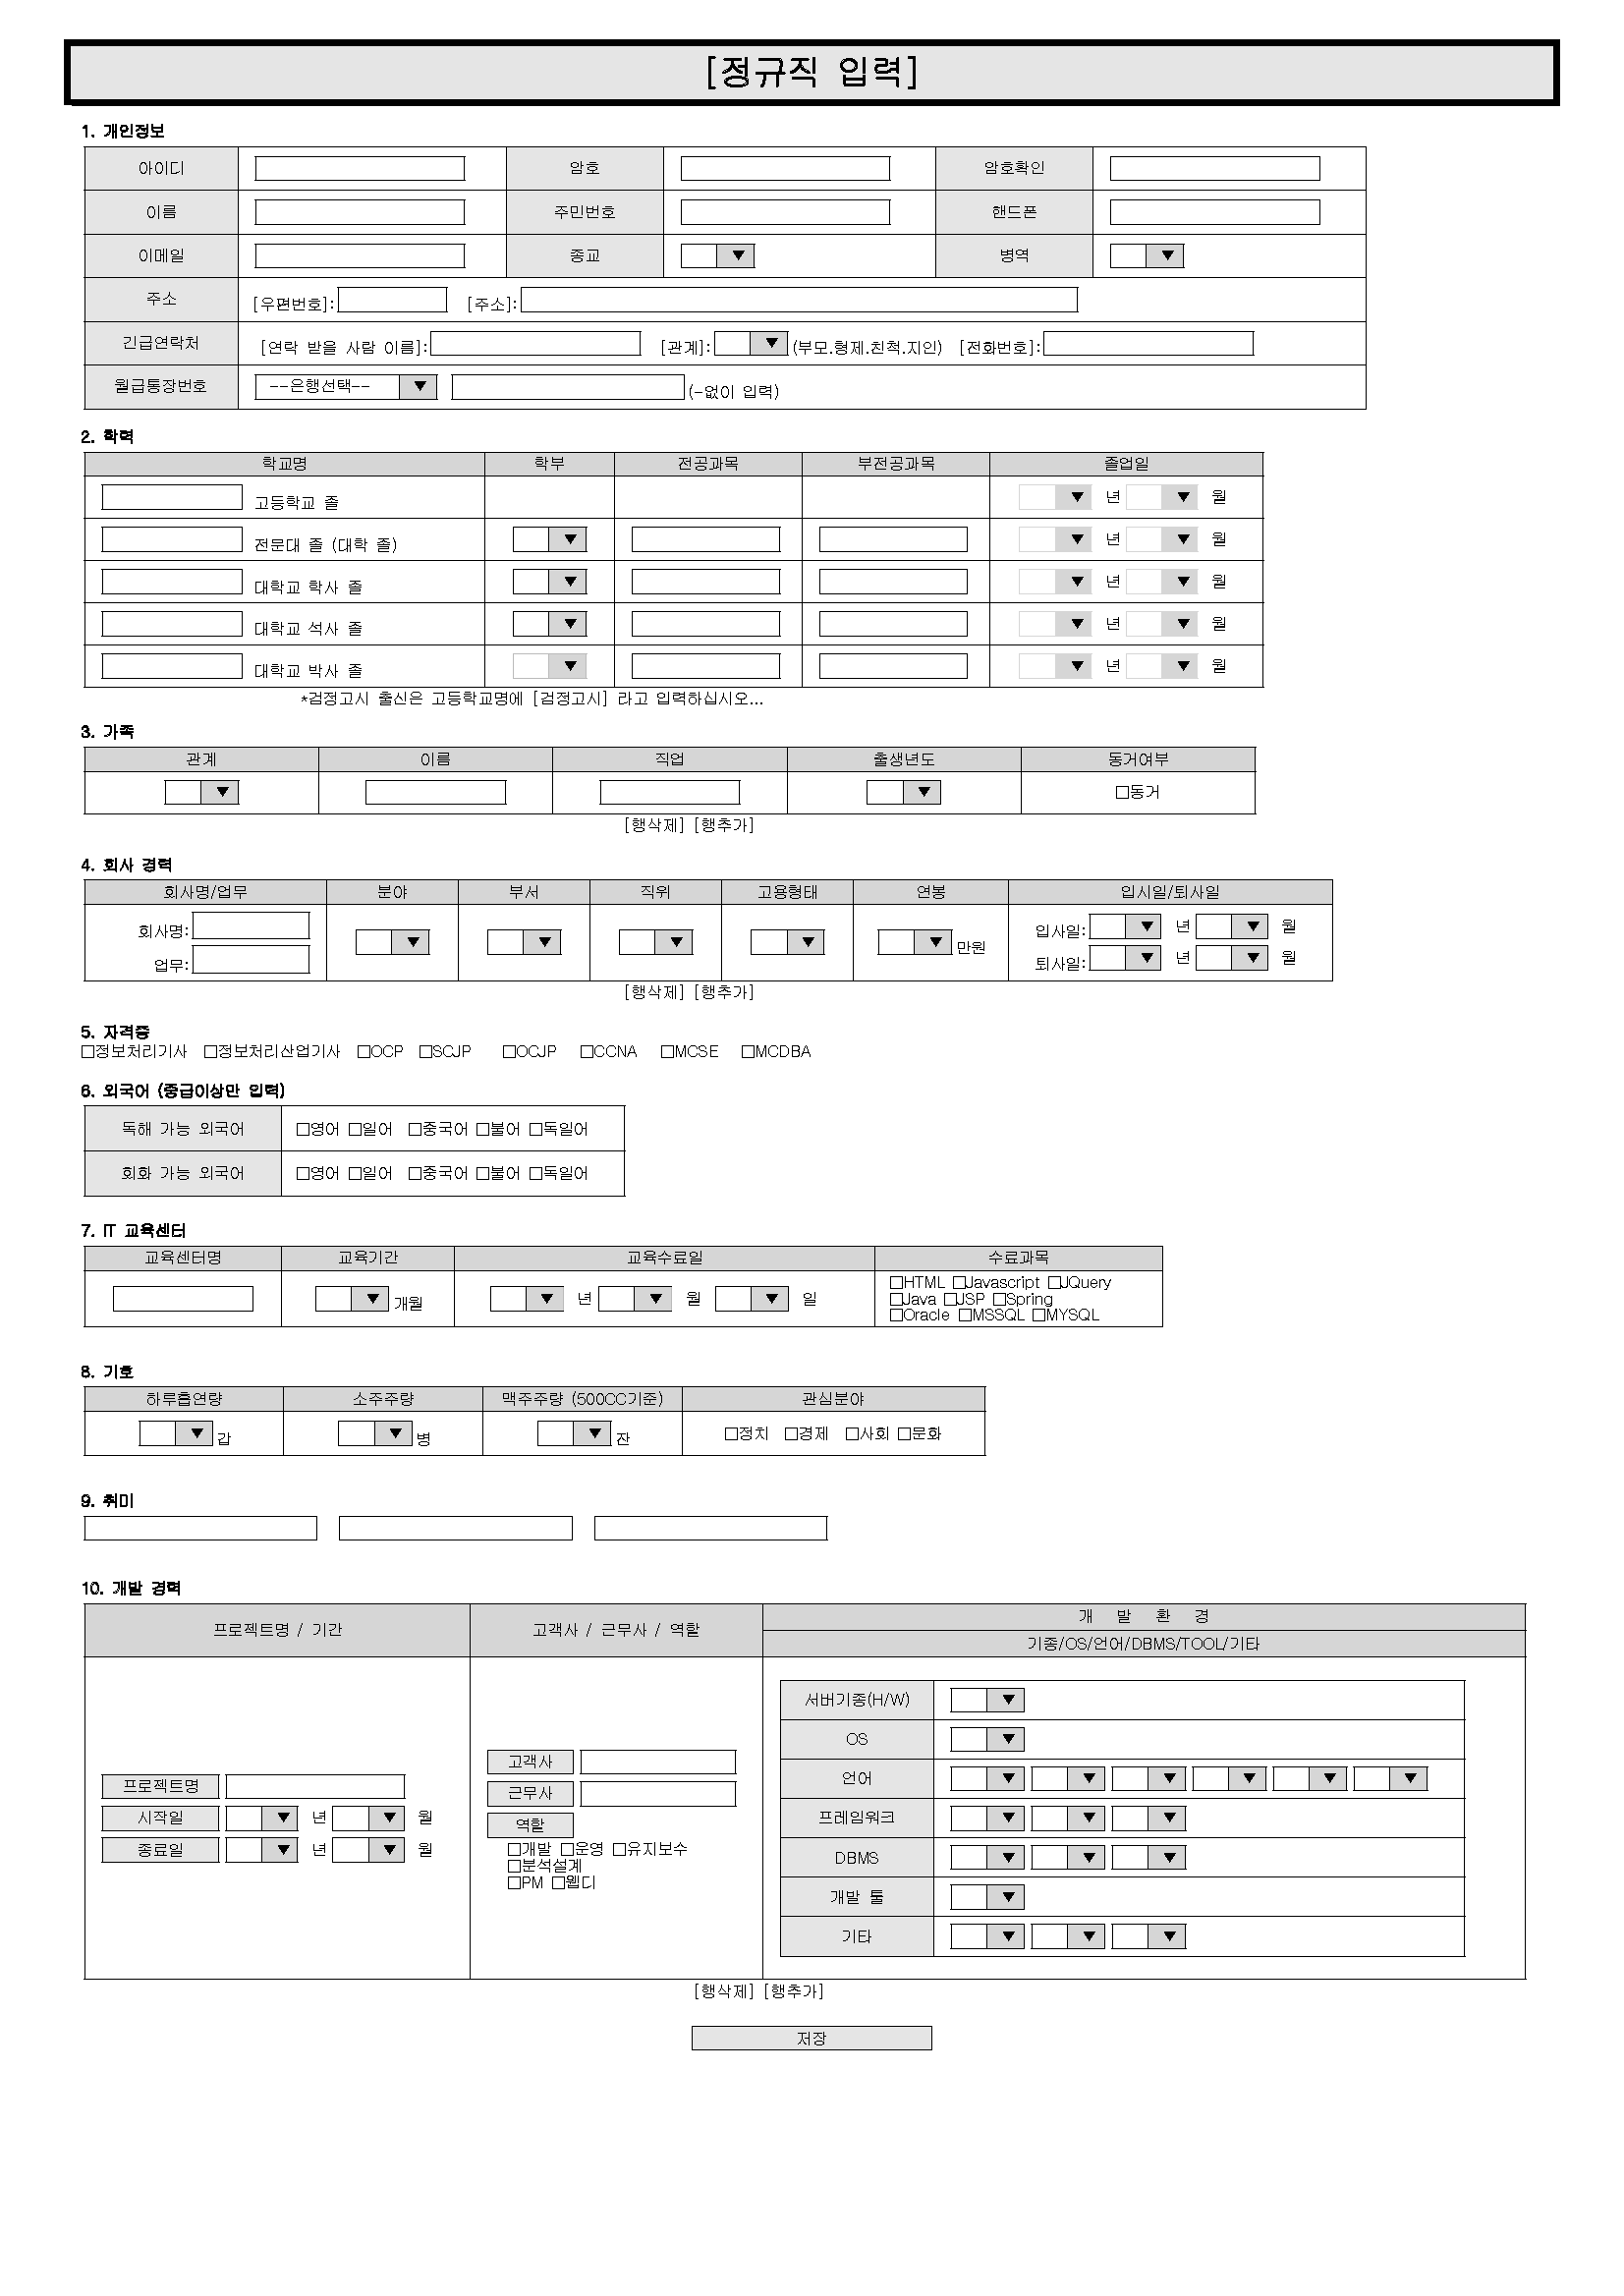 [정규직 입력]
1. 개인정보
아이디 암호 암호확인
이름 주민번호 핸드폰
이메일 종교 ▼ 병역 ▼
주소 [우편번호]: [주소]:
긴급연락처 [연락 받을 사람 이름]: [관계]: ▼ (부모.형제.친척.지인) [전화번호]:
월급통장번호 --은행선택-- ▼ (-없이 입력)
2. 학력
학교명 학부 전공과목 부전공과목 졸업일
고등학교 졸 ▼ 년 ▼ 월
전문대 졸 (대학 졸) ▼ ▼ 년 ▼ 월
대학교 학사 졸 ▼ ▼ 년 ▼ 월
대학교 석사 졸 ▼ ▼ 년 ▼ 월
대학교 박사 졸 ▼ ▼ 년 ▼ 월
*검정고시 출신은 고등학교명에 [검정고시] 라고 입력하십시오...
3. 가족
관계 이름 직업 출생년도 동거여부
▼ ▼ □동거
[행삭제] [행추가]
4. 회사 경력
회사명/업무 분야 부서 직위 고용형태 연봉 입시일/퇴사일
회사명: ▼ ▼ ▼ ▼ ▼ 만원 입사일: ▼ 년 ▼ 월
업무: 퇴사일: ▼ 년 ▼ 월
[행삭제] [행추가]
5. 자격증
□정보처리기사 □정보처리산업기사 □OCP □SCJP □OCJP □CCNA □MCSE □MCDBA
6. 외국어 (중급이상만 입력)
독해 가능 외국어 □영어 □일어 □중국어 □불어 □독일어
회화 가능 외국어 □영어 □일어 □중국어 □불어 □독일어
7. IT 교육센터
교육센터명 교육기간 교육수료일 수료과목
▼ 개월 ▼ 년 ▼ 월 ▼ 일 □HTML □Javascript □JQuery
□Java □JSP □Spring
□Oracle □MSSQL □MYSQL
8. 기호
하루흡연량 소주주량 맥주주량 (500CC기준) 관심분야
▼ 갑 ▼ 병 ▼ 잔 □정치 □경제 □사회 □문화
9. 취미
10. 개발 경력
프로젝트명 / 기간 고객사 / 근무사 / 역할 개 발 환 경
기종/OS/언어/DBMS/TOOL/기타
프로젝트명
시작일 ▼ 년 ▼ 월
종료일 ▼ 년 ▼ 월
고객사
근무사
역할
□개발 □운영 □유지보수
□분석설계
□PM □웹디
서버기종(H/W) ▼
OS ▼
언어 ▼ ▼ ▼ ▼ ▼ ▼
프레임워크 ▼ ▼ ▼
DBMS ▼ ▼ ▼
개발 툴 ▼
기타 ▼ ▼ ▼
[행삭제] [행추가]
저장